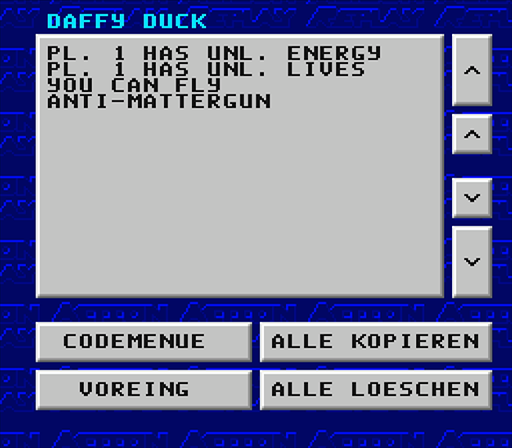 DAFFY DUCK
PL. 1 HAS UNL. ENERGY
PL. 1 HAS UNL. LIVES
YOU CAN FLY
ANTI-MATTERGUN
CODEMENUE
ALLE KOPIEREN
VOREING
ALLE LOESCHEN